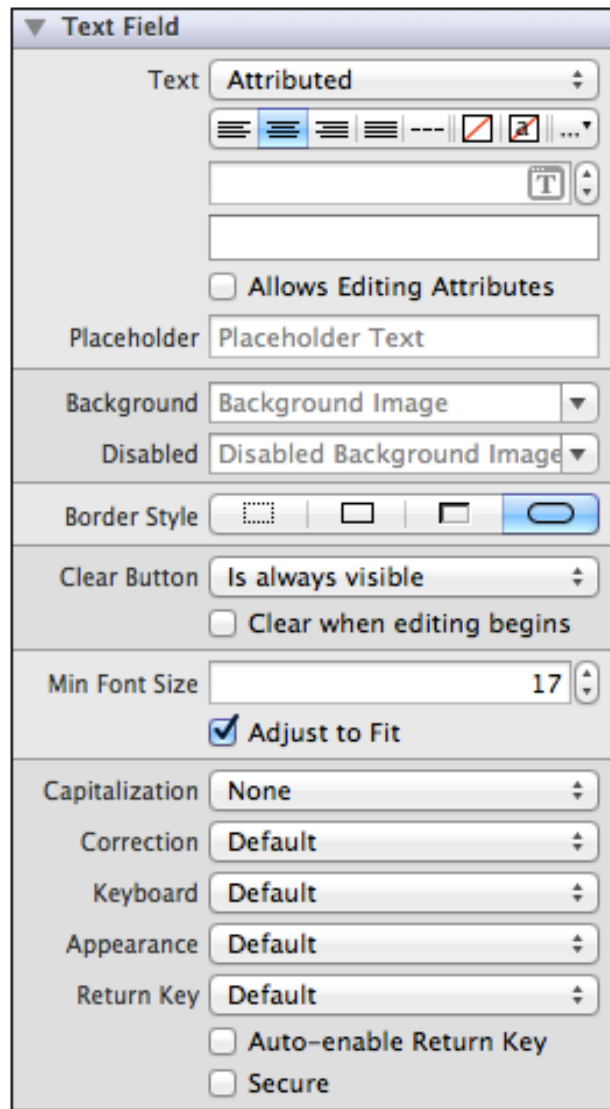 Text Field
Text Attributed
--- a ...
T
Allows Editing Attributes
Placeholder Placeholder Text
Background Background Image
Disabled Disabled Background Image
Border Style
Clear Button Is always visible
Clear when editing begins
Min Font Size 17
Adjust to Fit
Capitalization None
Correction Default
Keyboard Default
Appearance Default
Return Key Default
Auto-enable Return Key
Secure